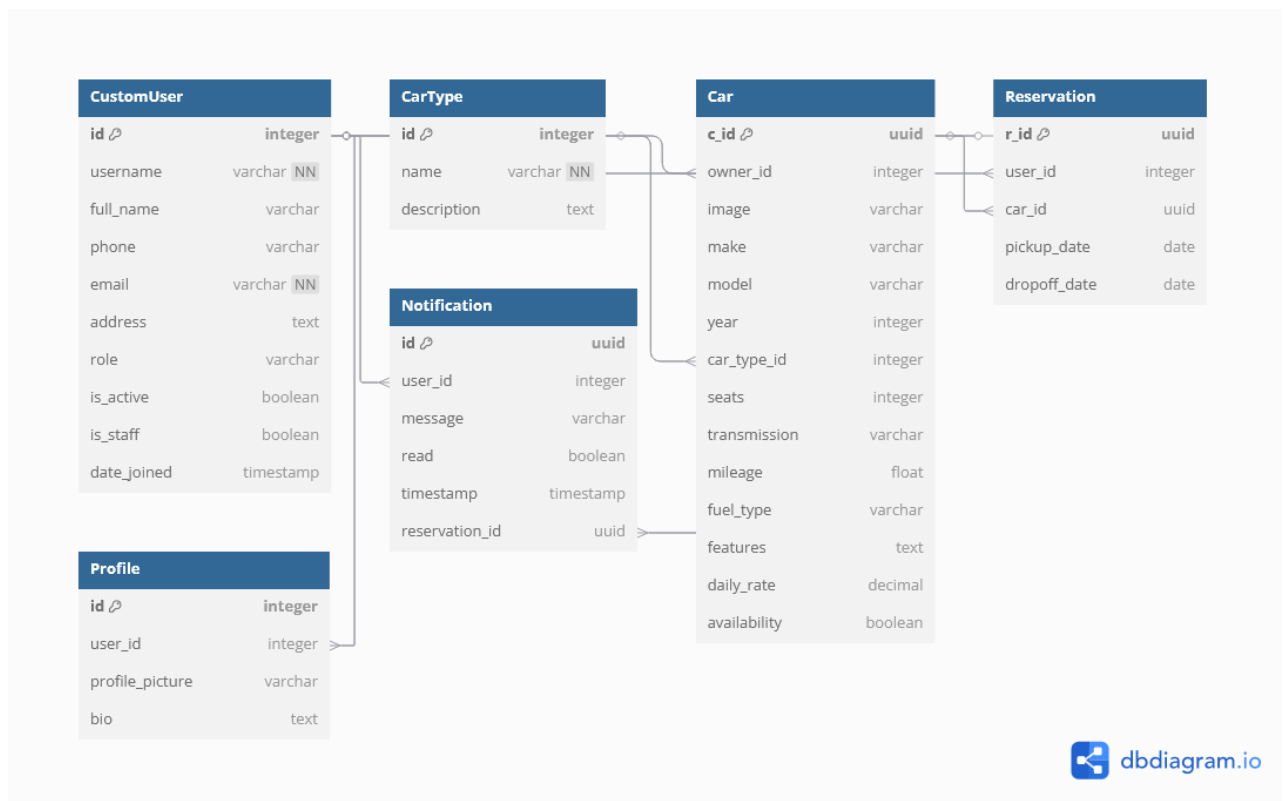 CustomUser
id integer
username varchar NN
full_name varchar
phone varchar
email varchar NN
address text
role varchar
is_active boolean
is_staff boolean
date_joined timestamp
Profile
id integer
user_id integer
profile_picture varchar
bio text
CarType
id integer
name varchar NN
description text
Notification
id uuid
user_id integer
message varchar
read boolean
timestamp timestamp
reservation_id uuid
Car
c_id uuid
owner_id integer
image varchar
make varchar
model varchar
year integer
car_type_id integer
seats integer
transmission varchar
mileage float
fuel_type varchar
features text
daily_rate decimal
availability boolean
Reservation
r_id uuid
user_id integer
car_id uuid
pickup_date date
dropoff_date date
dbdiagram.io